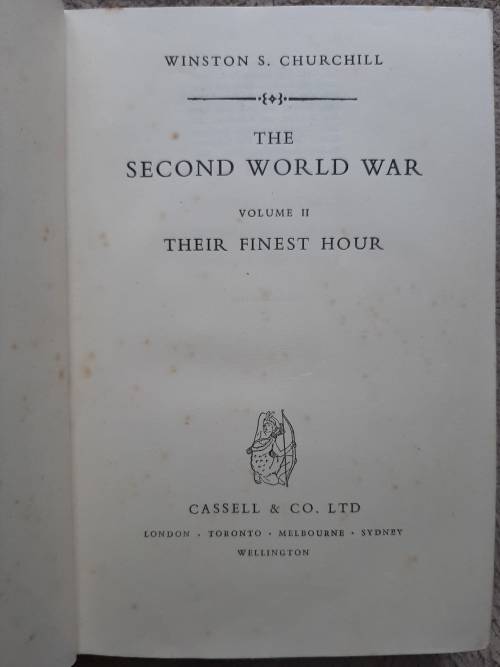 WINSTON S. CHURCHILL
THE
SECOND WORLD WAR
VOLUME II
THEIR FINEST HOUR
CASSELL & CO. LTD
LONDON · TORONTO · MELBOURNE · SYDNEY
WELLINGTON